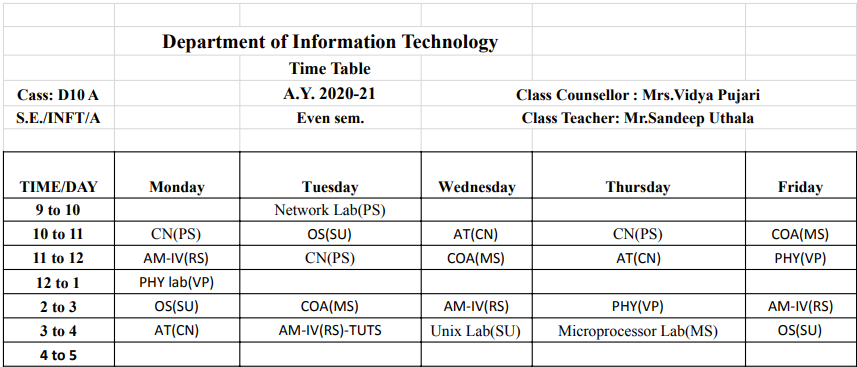 Department of Information Technology
Time Table
Cass: D10 A A.Y. 2020-21 Class Counsellor : Mrs.Vidya Pujari
S.E./INFT/A Even sem. Class Teacher: Mr.Sandeep Uthala
TIME/DAY Monday Tuesday Wednesday Thursday Friday
9 to 10 Network Lab(PS)
10 to 11 CN(PS) OS(SU) AT(CN) CN(PS) COA(MS)
11 to 12 AM-IV(RS) CN(PS) COA(MS) AT(CN) PHY(VP)
12 to 1 PHY lab(VP)
2 to 3 OS(SU) COA(MS) AM-IV(RS) PHY(VP) AM-IV(RS)
3 to 4 AT(CN) AM-IV(RS)-TUTS Unix Lab(SU) Microprocessor Lab(MS) OS(SU)
4 to 5